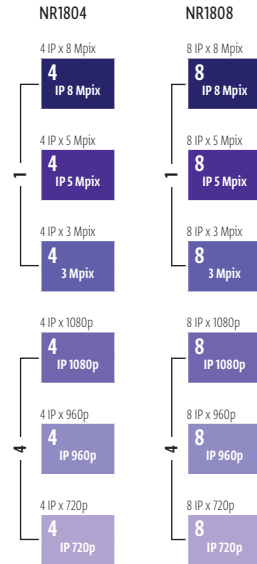 NR1804
4 IP x 8 Mpix
4
IP 8 Mpix
4 IP x 5 Mpix
4
IP 5 Mpix
1
4 IP x 3 Mpix
4
3 Mpix
4 IP x 1080p
4
IP 1080p
4 IP x 960p
4
IP 960p
4
4 IP x 720p
4
IP 720p
NR1808
8 IP x 8 Mpix
8
IP 8 Mpix
8 IP x 5 Mpix
8
IP 5 Mpix
1
8 IP x 3 Mpix
8
3 Mpix
8 IP x 1080p
8
IP 1080p
8 IP x 960p
8
IP 960p
4
8 IP x 720p
8
IP 720p